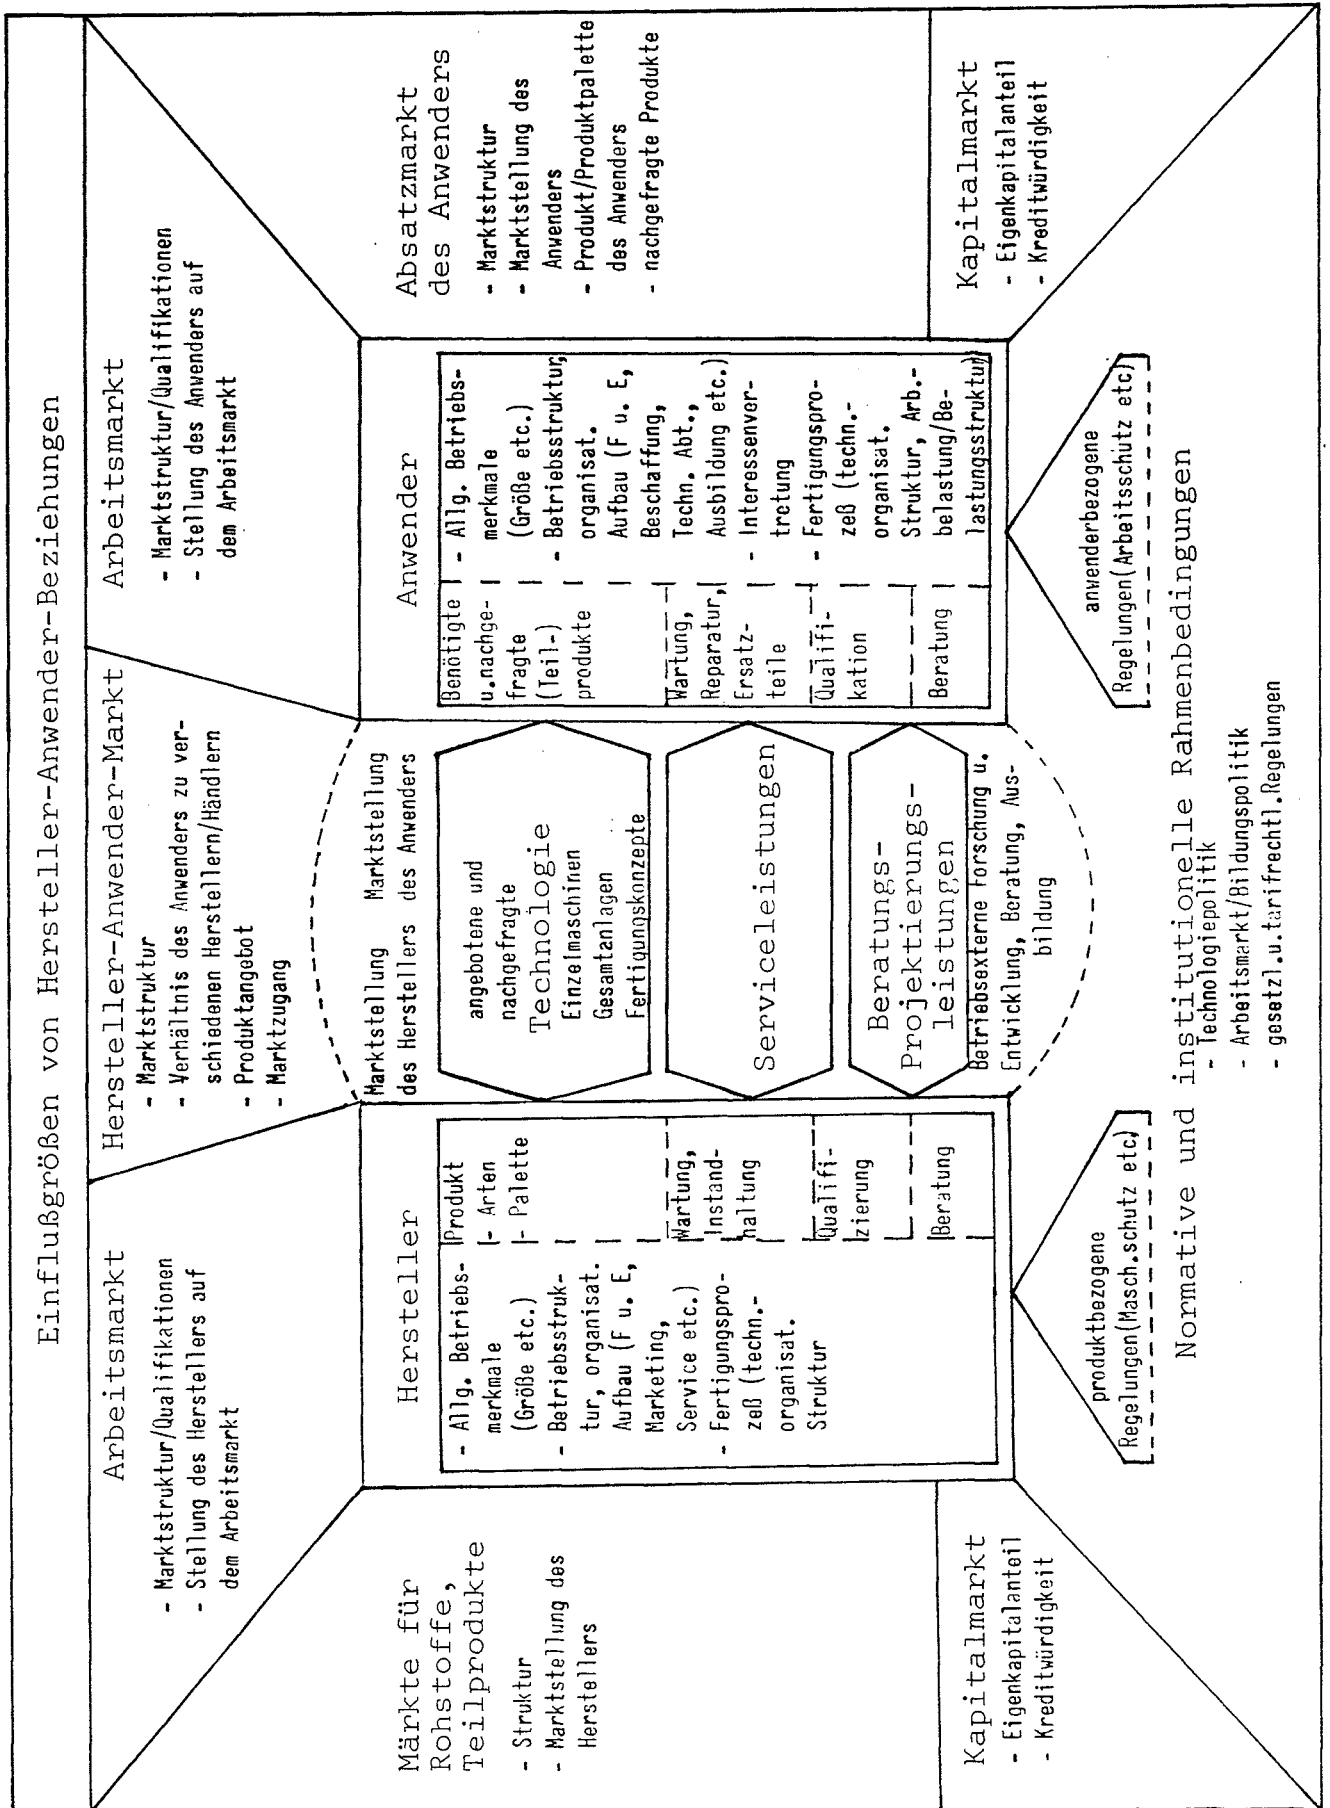 Einflußgrößen von Hersteller-Anwender-Beziehungen
Arbeitsmarkt
- Marktstruktur/Qualifikationen
- Stellung des Herstellers auf
dem Arbeitsmarkt
Hersteller-Anwender-Markt
- Marktstruktur
- Verhältnis des Anwenders zu ver-
schiedenen Herstellern/Händlern
- Produktangebot
- Marktzugang
Arbeitsmarkt
- Marktstruktur/Qualifikationen
- Stellung des Anwenders auf
dem Arbeitsmarkt
Märkte für
Rohstoffe,
Teilprodukte
- Struktur
- Marktstellung des
Herstellers
Kapitalmarkt
- Eigenkapitalanteil
- Kreditwürdigkeit
Hersteller
- Allg. Betriebs-
merkmale
(Größe etc.)
- Betriebsstruk-
tur, organisat.
Aufbau (F u. E,
Marketing,
Service etc.)
- Fertigungspro-
zeß (techn.-
organisat.
Struktur
Produkt
- Arten
- Palette
Wartung,
Instand-
haltung
Qualifi-
zierung
Beratung
Marktstellung
des Herstellers
Marktstellung
des Anwenders
angebotene und
nachgefragte
Technologie
Einzelmaschinen
Gesamtanlagen
Fertigungskonzepte
Serviceleistungen
Beratungs-
Projektierungs-
leistungen
Betriebsexterne Forschung u.
Entwicklung, Beratung, Aus-
bildung
Anwender
Benötigte
u.nachge-
fragte
(Teil-)
produkte
Wartung,
Reparatur,
Ersatz-
teile
Qualifi-
kation
Beratung
- Allg. Betriebs-
merkmale
(Größe etc.)
- Betriebsstruktur,
organisat.
Aufbau (F u. E,
Beschaffung,
Techn. Abt.,
Ausbildung etc.)
- Interessenver-
tretung
- Fertigungspro-
zeß (techn.-
organisat.
Struktur, Arb.-
belastung/Be-
lastungsstruktur)
Absatzmarkt
des Anwenders
- Marktstruktur
- Marktstellung des
Anwenders
- Produkt/Produktpalette
des Anwenders
- nachgefragte Produkte
Kapitalmarkt
- Eigenkapitalanteil
- Kreditwürdigkeit
produktbezogene
Regelungen(Masch.schutz etc)
anwenderbezogene
Regelungen(Arbeitsschutz etc)
Normative und institutionelle Rahmenbedingungen
- Technologiepolitik
- Arbeitsmarkt/Bildungspolitik
- gesetzl.u.tarifrechtl.Regelungen